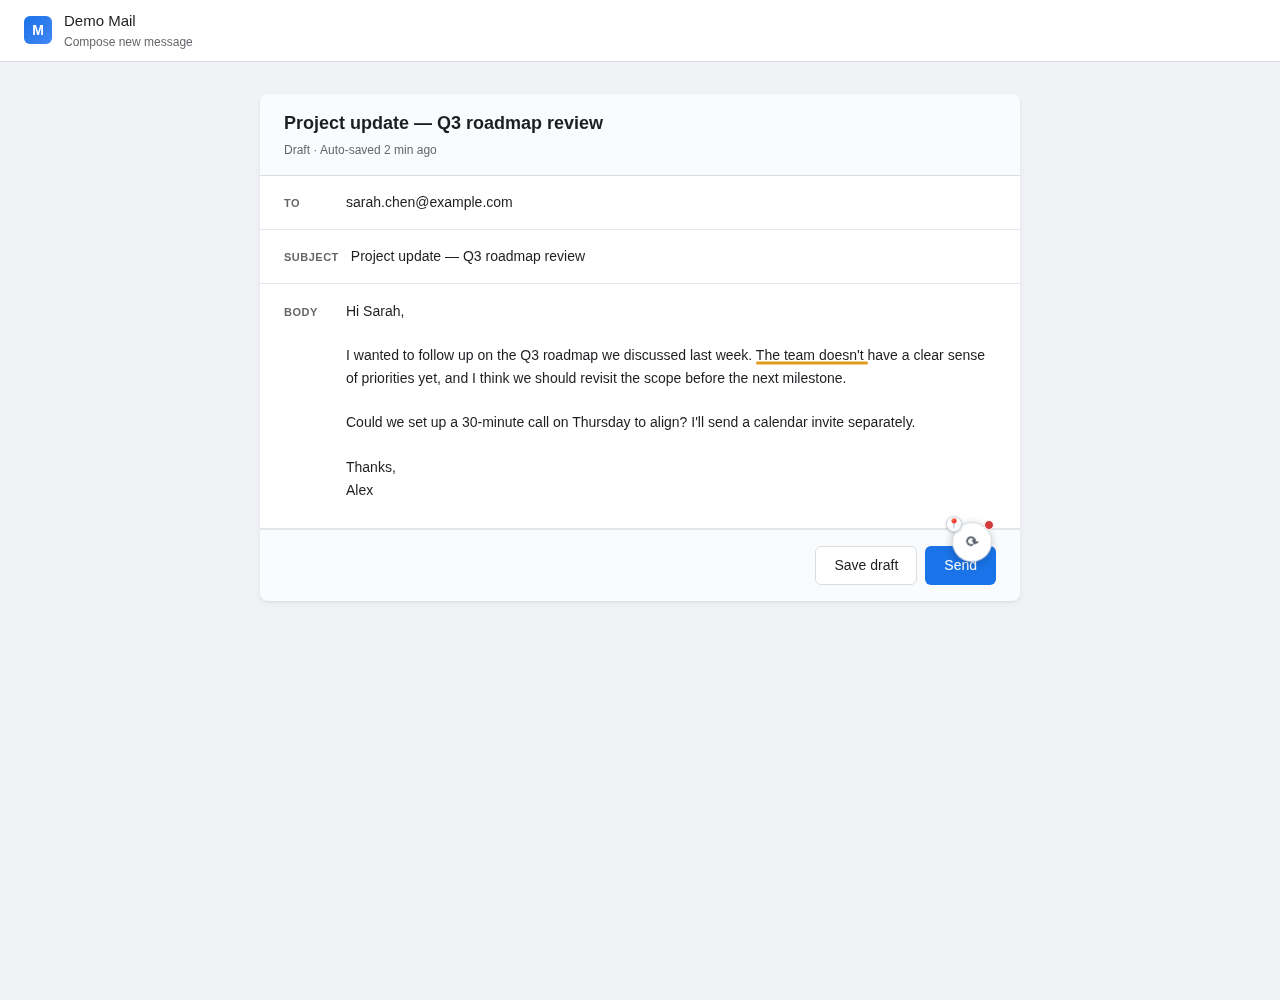 M
Demo Mail
Compose new message
Project update — Q3 roadmap review
Draft · Auto-saved 2 min ago
TO sarah.chen@example.com
SUBJECT Project update — Q3 roadmap review
BODY Hi Sarah,
I wanted to follow up on the Q3 roadmap we discussed last week. The team doesn't have a clear sense
of priorities yet, and I think we should revisit the scope before the next milestone.
Could we set up a 30-minute call on Thursday to align? I'll send a calendar invite separately.
Thanks,
Alex
Save draft Send